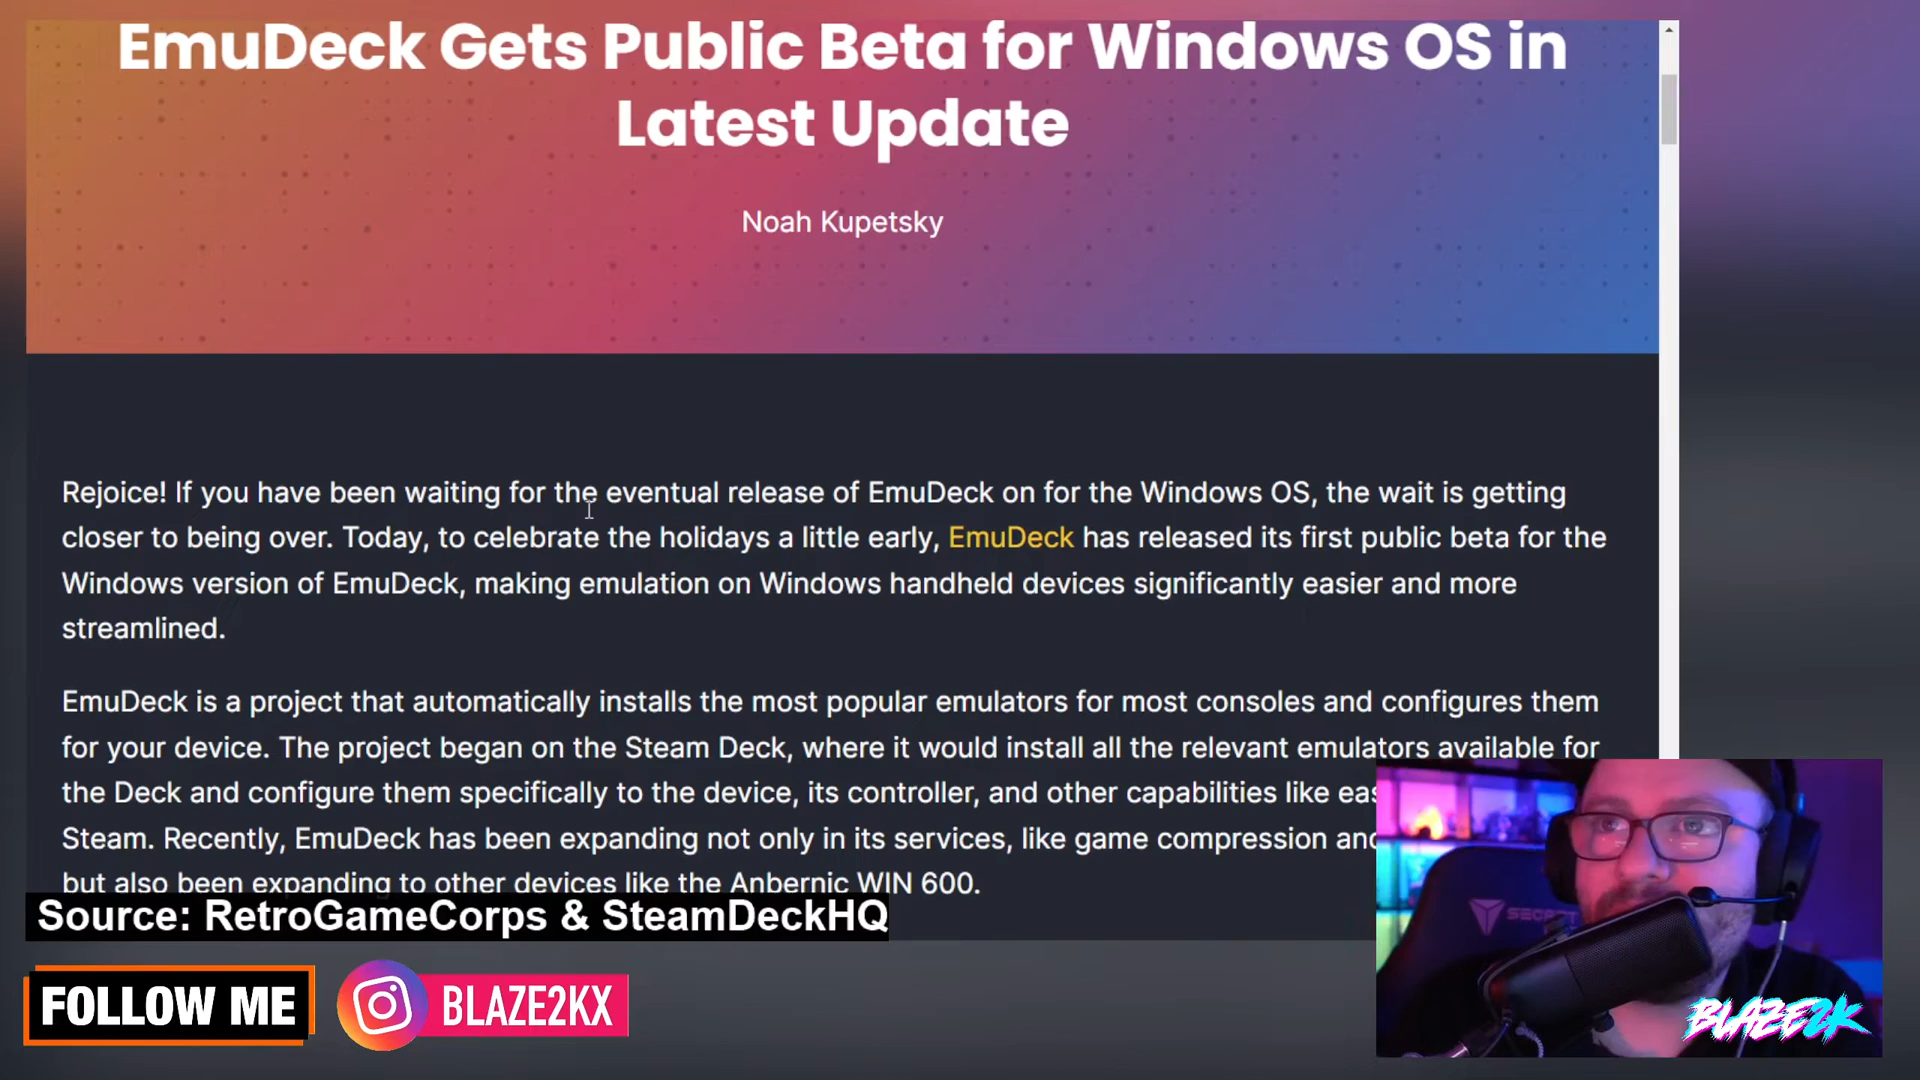 EmuDeck Gets Public Beta for Windows OS in
Latest Update
Noah Kupetsky
Rejoice! If you have been waiting for the eventual release of EmuDeck on for the Windows OS, the wait is getting
closer to being over. Today, to celebrate the holidays a little early, EmuDeck has released its first public beta for the
Windows version of EmuDeck, making emulation on Windows handheld devices significantly easier and more
streamlined.
EmuDeck is a project that automatically installs the most popular emulators for most consoles and configures them
for your device. The project began on the Steam Deck, where it would install all the relevant emulators available for
the Deck and configure them specifically to the device, its controller, and other capabilities like
Steam. Recently, EmuDeck has been expanding not only in its services, like game compression
but also been expanding to other devices like the Anbernic WIN 600.
Source: RetroGameCorps & SteamDeckHQ
FOLLOW ME
BLAZE2KX
BLAZE2K